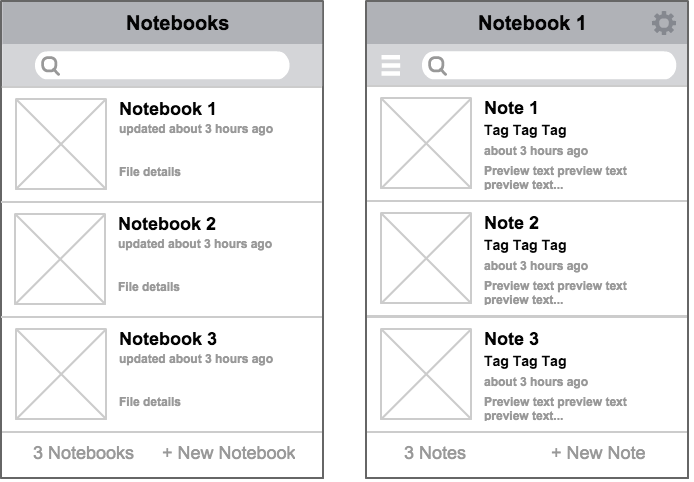 Notebooks
Notebook 1
updated about 3 hours ago
File details
Notebook 2
updated about 3 hours ago
File details
Notebook 3
updated about 3 hours ago
File details
3 Notebooks
+ New Notebook
Notebook 1
Note 1
Tag Tag Tag
about 3 hours ago
Preview text preview text
preview text...
Note 2
Tag Tag Tag
about 3 hours ago
Preview text preview text
preview text...
Note 3
Tag Tag Tag
about 3 hours ago
Preview text preview text
preview text...
3 Notes
+ New Note